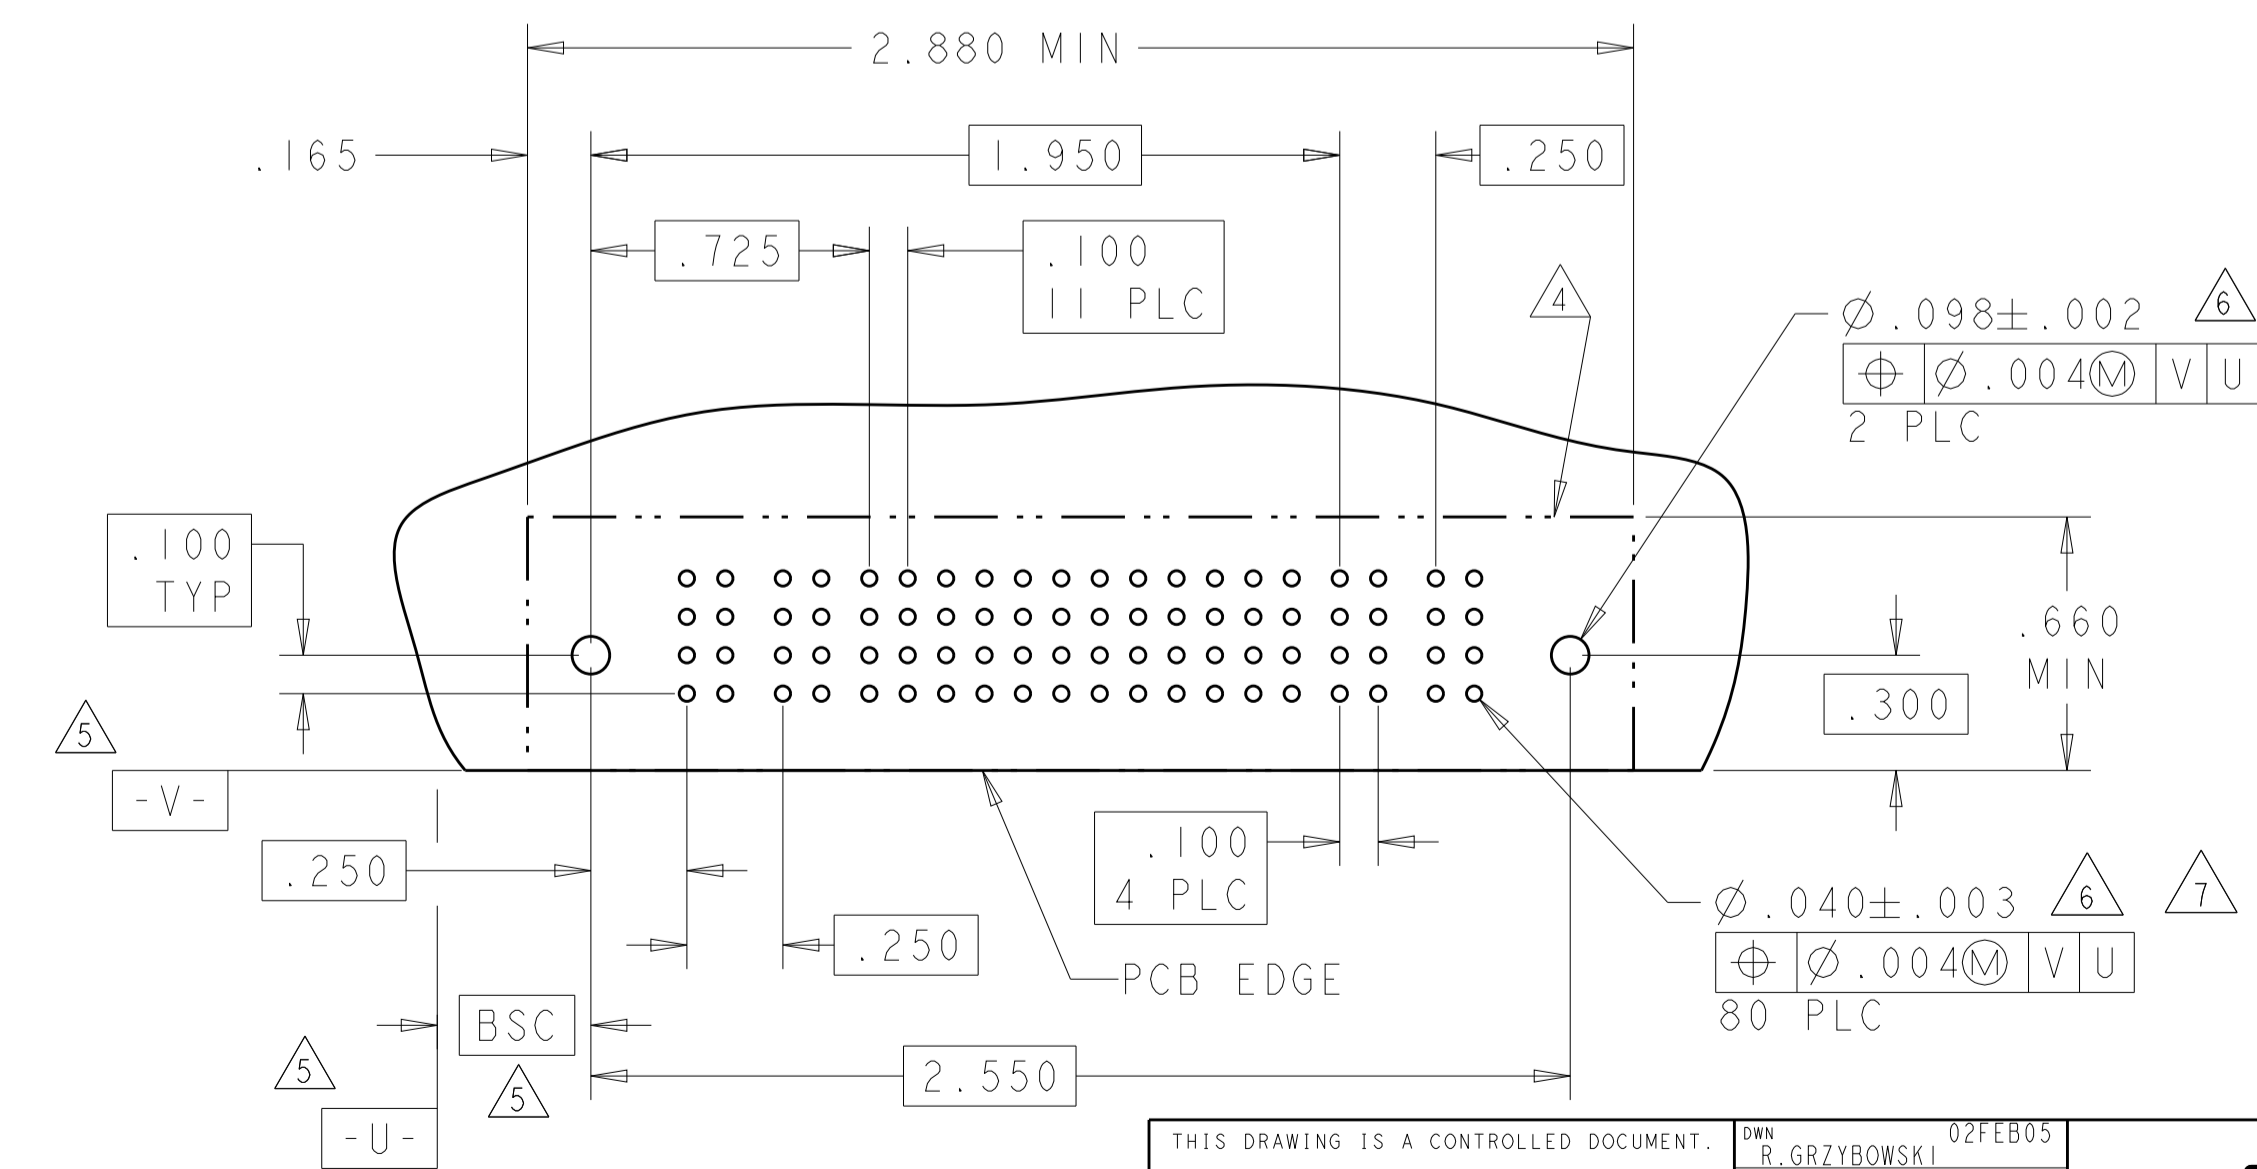 2.880 MIN
.165
1.950
.250
.725
.100
11 PLC
4
Ø.098±.002
6
⌖ Ø.004Ⓜ V U
2 PLC
.100
TYP
.660
MIN
.300
5
-V-
.250
.100
4 PLC
Ø.040±.003
6
7
⌖ Ø.004Ⓜ V U
80 PLC
.250
PCB EDGE
BSC
5
5
2.550
-U-
THIS DRAWING IS A CONTROLLED DOCUMENT.
DWN 02FEB05
R.GRZYBOWSKI